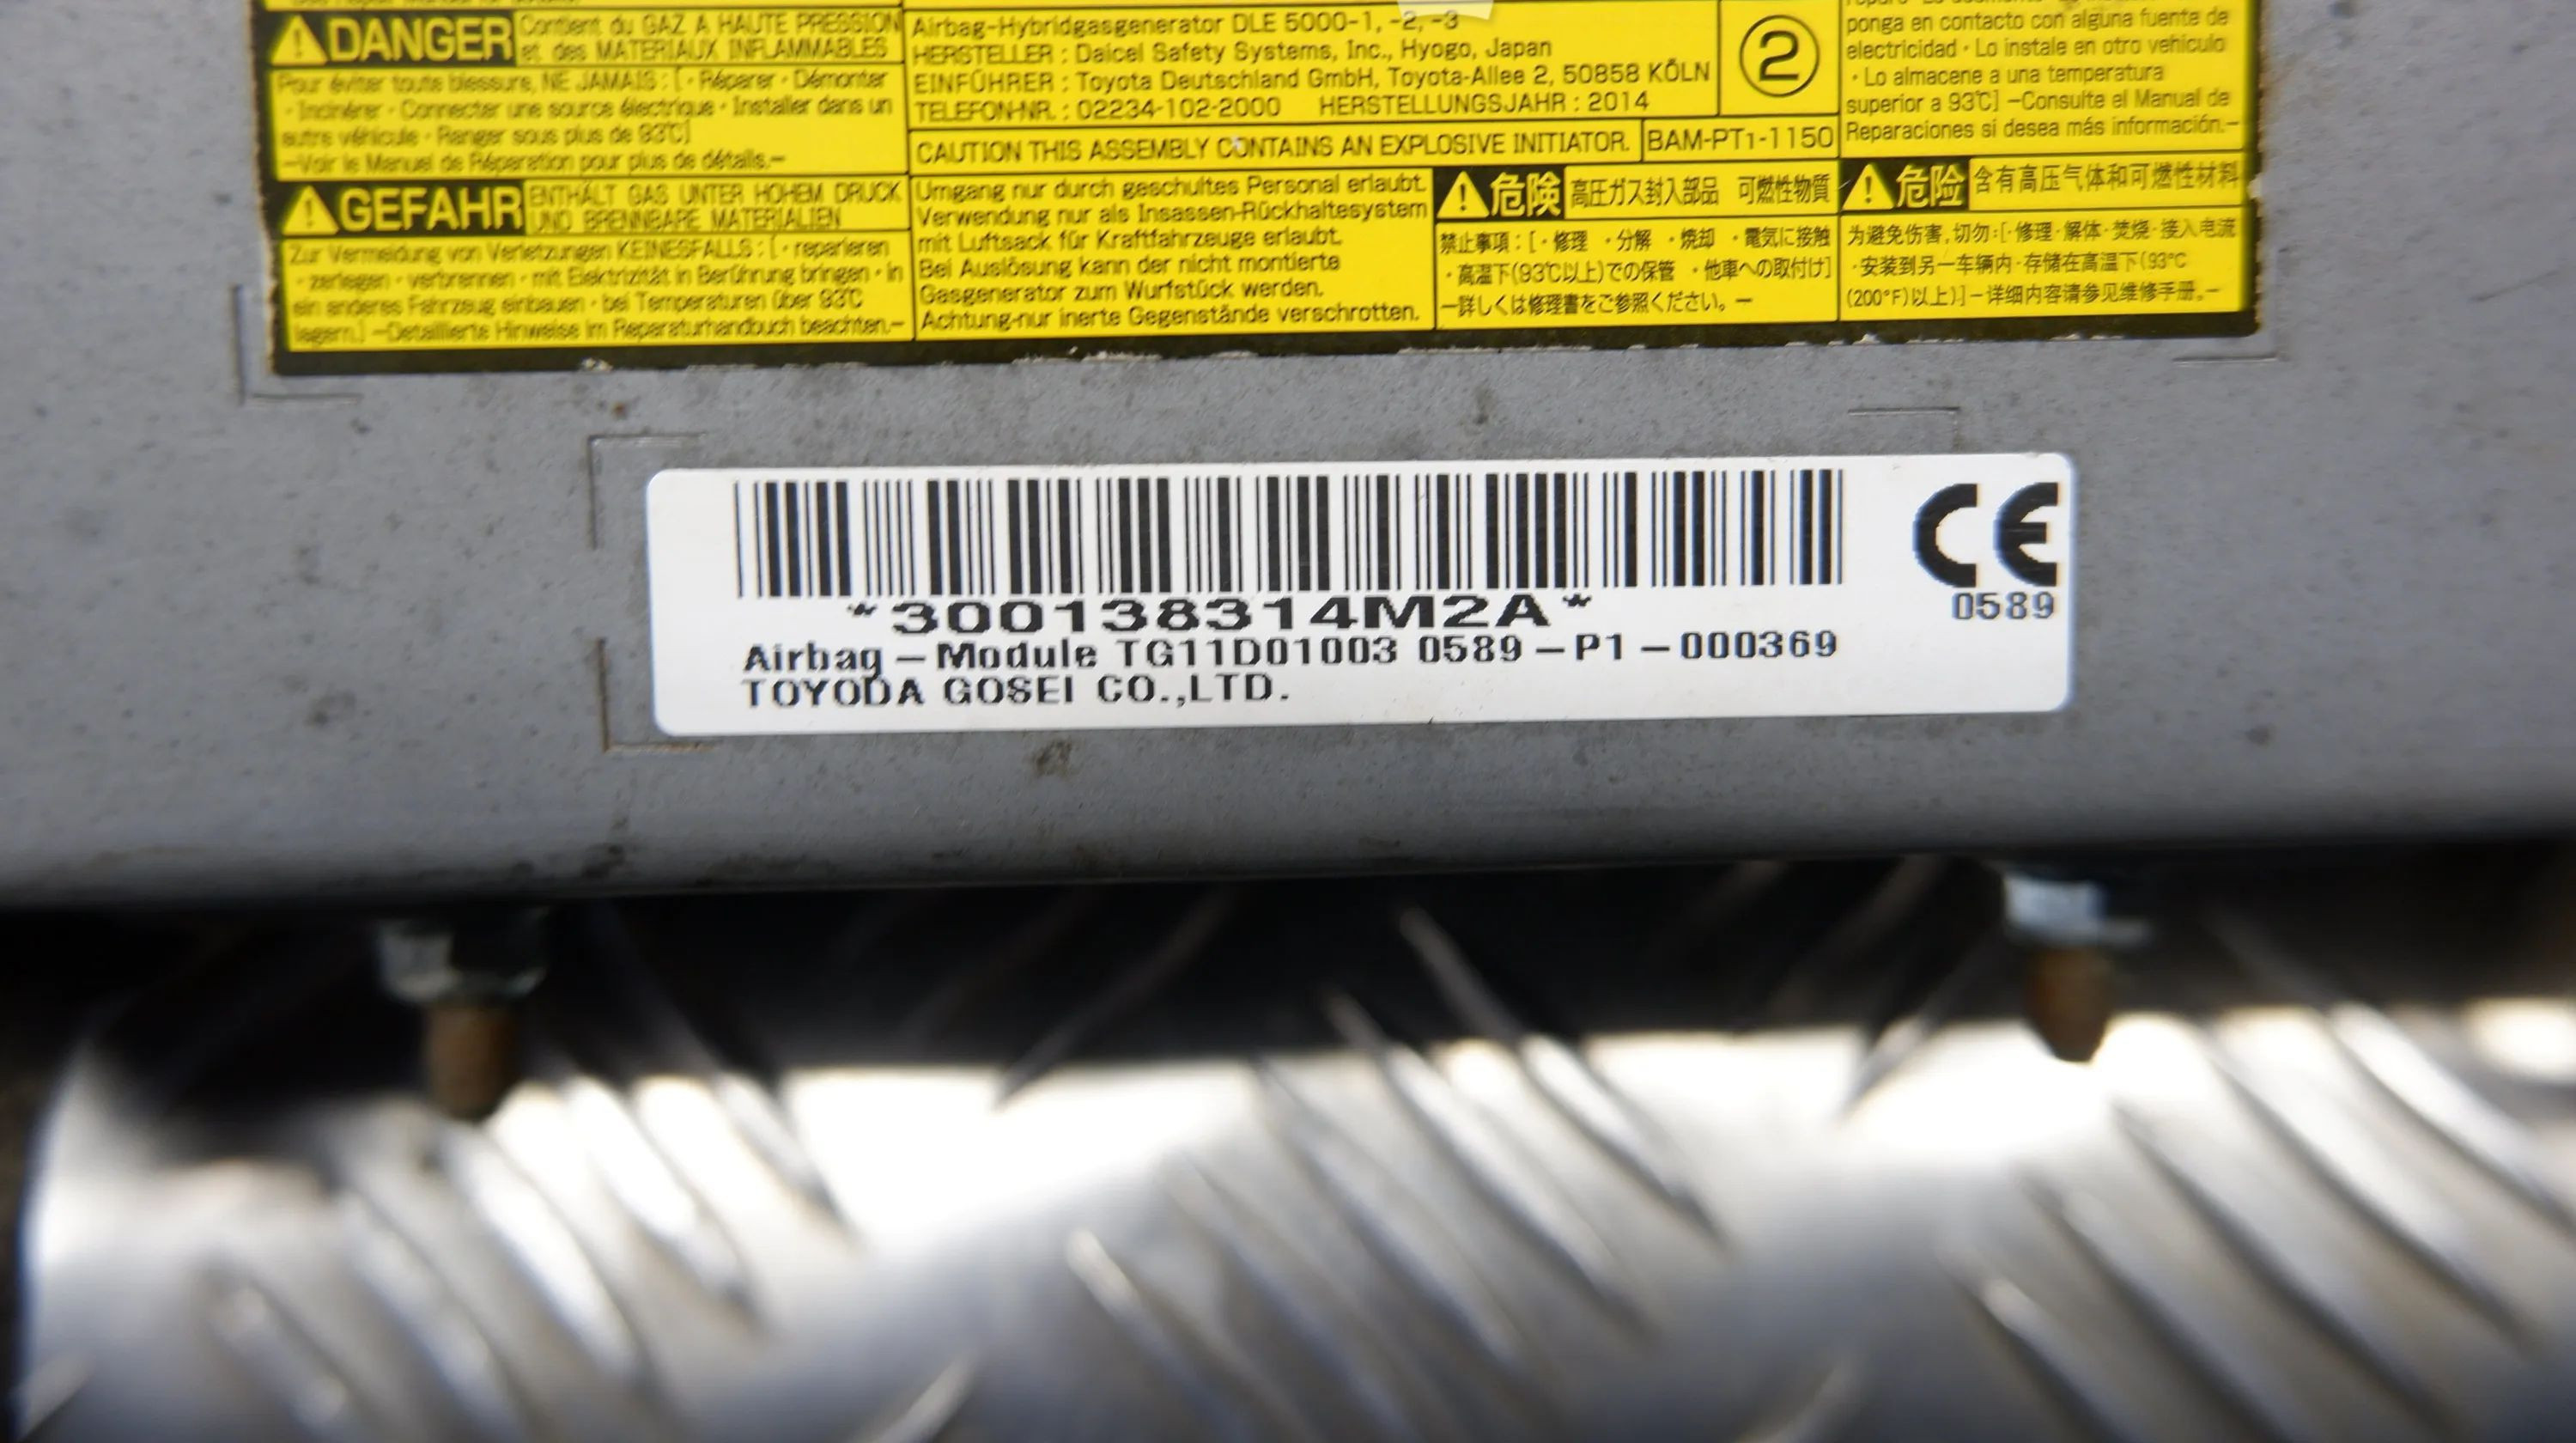 DANGER Contient du GAZ A HAUTE PRESSION
et des MATERIAUX INFLAMMABLES
Pour éviter toute blessure, NE JAMAIS : [ · Réparer · Démonter
· Incinérer · Connecter une source électrique · Installer dans un
autre véhicule · Ranger sous plus de 93℃]
—Voir le Manuel de Réparation pour plus de détails.—
GEFAHR ENTHÄLT GAS UNTER HOHEM DRUCK
UND BRENNBARE MATERIALIEN
Zur Vermeidung von Verletzungen KEINESFALLS : [ · reparieren
· zerlegen · verbrennen · mit Elektrizität in Berührung bringen · in
ein anderes Fahrzeug einbauen · bei Temperaturen über 93℃
lagern.] —Detaillierte Hinweise im Reparaturhandbuch beachten.—
Airbag-Hybridgasgenerator DLE 5000-1, -2, -3
HERSTELLER : Daicel Safety Systems, Inc., Hyogo, Japan
EINFÜHRER : Toyota Deutschland GmbH, Toyota-Allee 2, 50858 KÖLN
TELEFON-NR. : 02234-102-2000 HERSTELLUNGSJAHR : 2014
2
CAUTION THIS ASSEMBLY CONTAINS AN EXPLOSIVE INITIATOR.
BAM-PT1-1150
Umgang nur durch geschultes Personal erlaubt.
Verwendung nur als Insassen-Rückhaltesystem
mit Luftsack für Kraftfahrzeuge erlaubt.
Bei Auslösung kann der nicht montierte
Gasgenerator zum Wurfstück werden.
Achtung-nur inerte Gegenstände verschrotten.
危険 高圧ガス封入部品 可燃性物質
禁止事項 : [ · 修理 · 分解 · 焼却 · 電気に接触
· 高温下(93℃以上)での保管 · 他車への取付け]
—詳しくは修理書をご参照ください。—
ponga en contacto con alguna fuente de
electricidad · Lo instale en otro vehículo
· Lo almacene a una temperatura
superior a 93℃] —Consulte el Manual de
Reparaciones si desea más información.—
危险 含有高压气体和可燃性材料
为避免伤害,切勿:[ · 修理 · 解体 · 焚烧 · 接入电流
· 安装到另一车辆内 · 存储在高温下(93℃
(200°F)以上)] —详细内容请参见维修手册。—
*300138314M2A*
Airbag — Module TG11D01003 0589 — P1 — 000369
TOYODA GOSEI CO.,LTD.
CE
0589